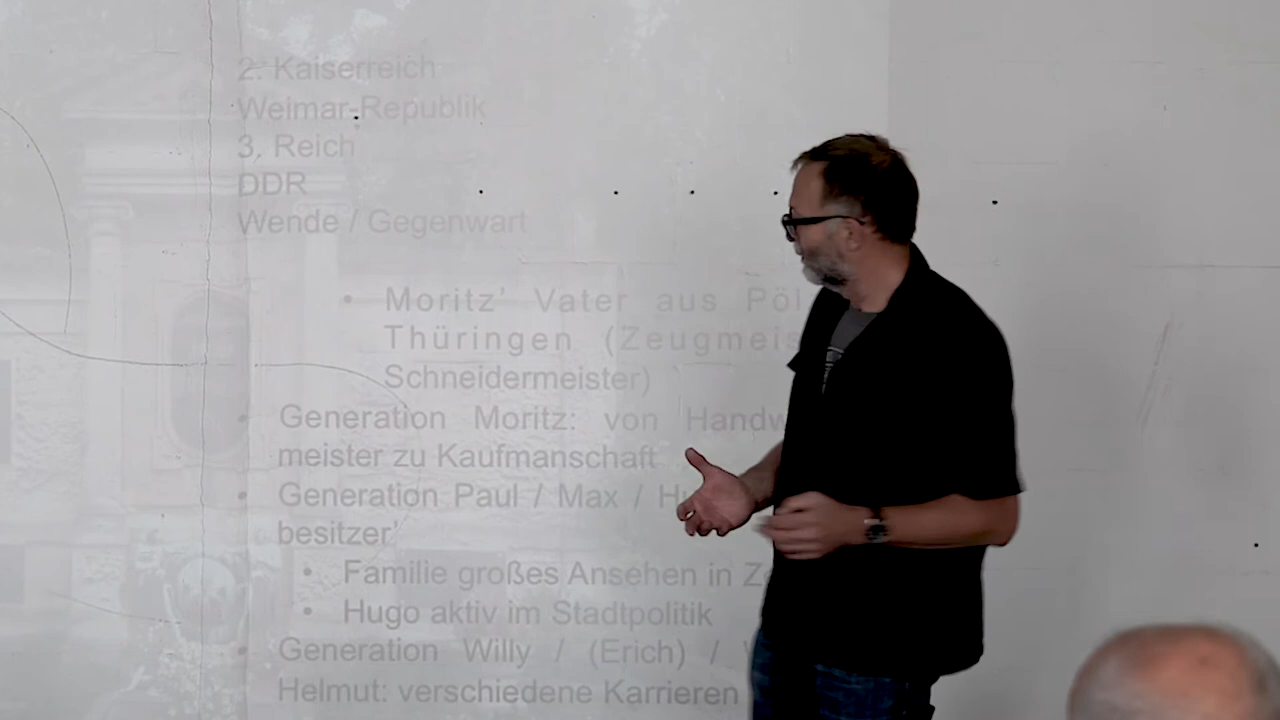 2. Kaiserreich
Weimar-Republik
3. Reich
DDR
Wende / Gegenwart
• Moritz' Vater aus
Thüringen
Schneidermeister)
• Generation Moritz: von
meister zu Kaufmanschaft
• Generation Paul / Max /
besitzer'
• Familie großes Ansehen in
• Hugo aktiv im Stadtpolitik
• Generation Willy / (Erich) /
Helmut: verschiedene Karrieren